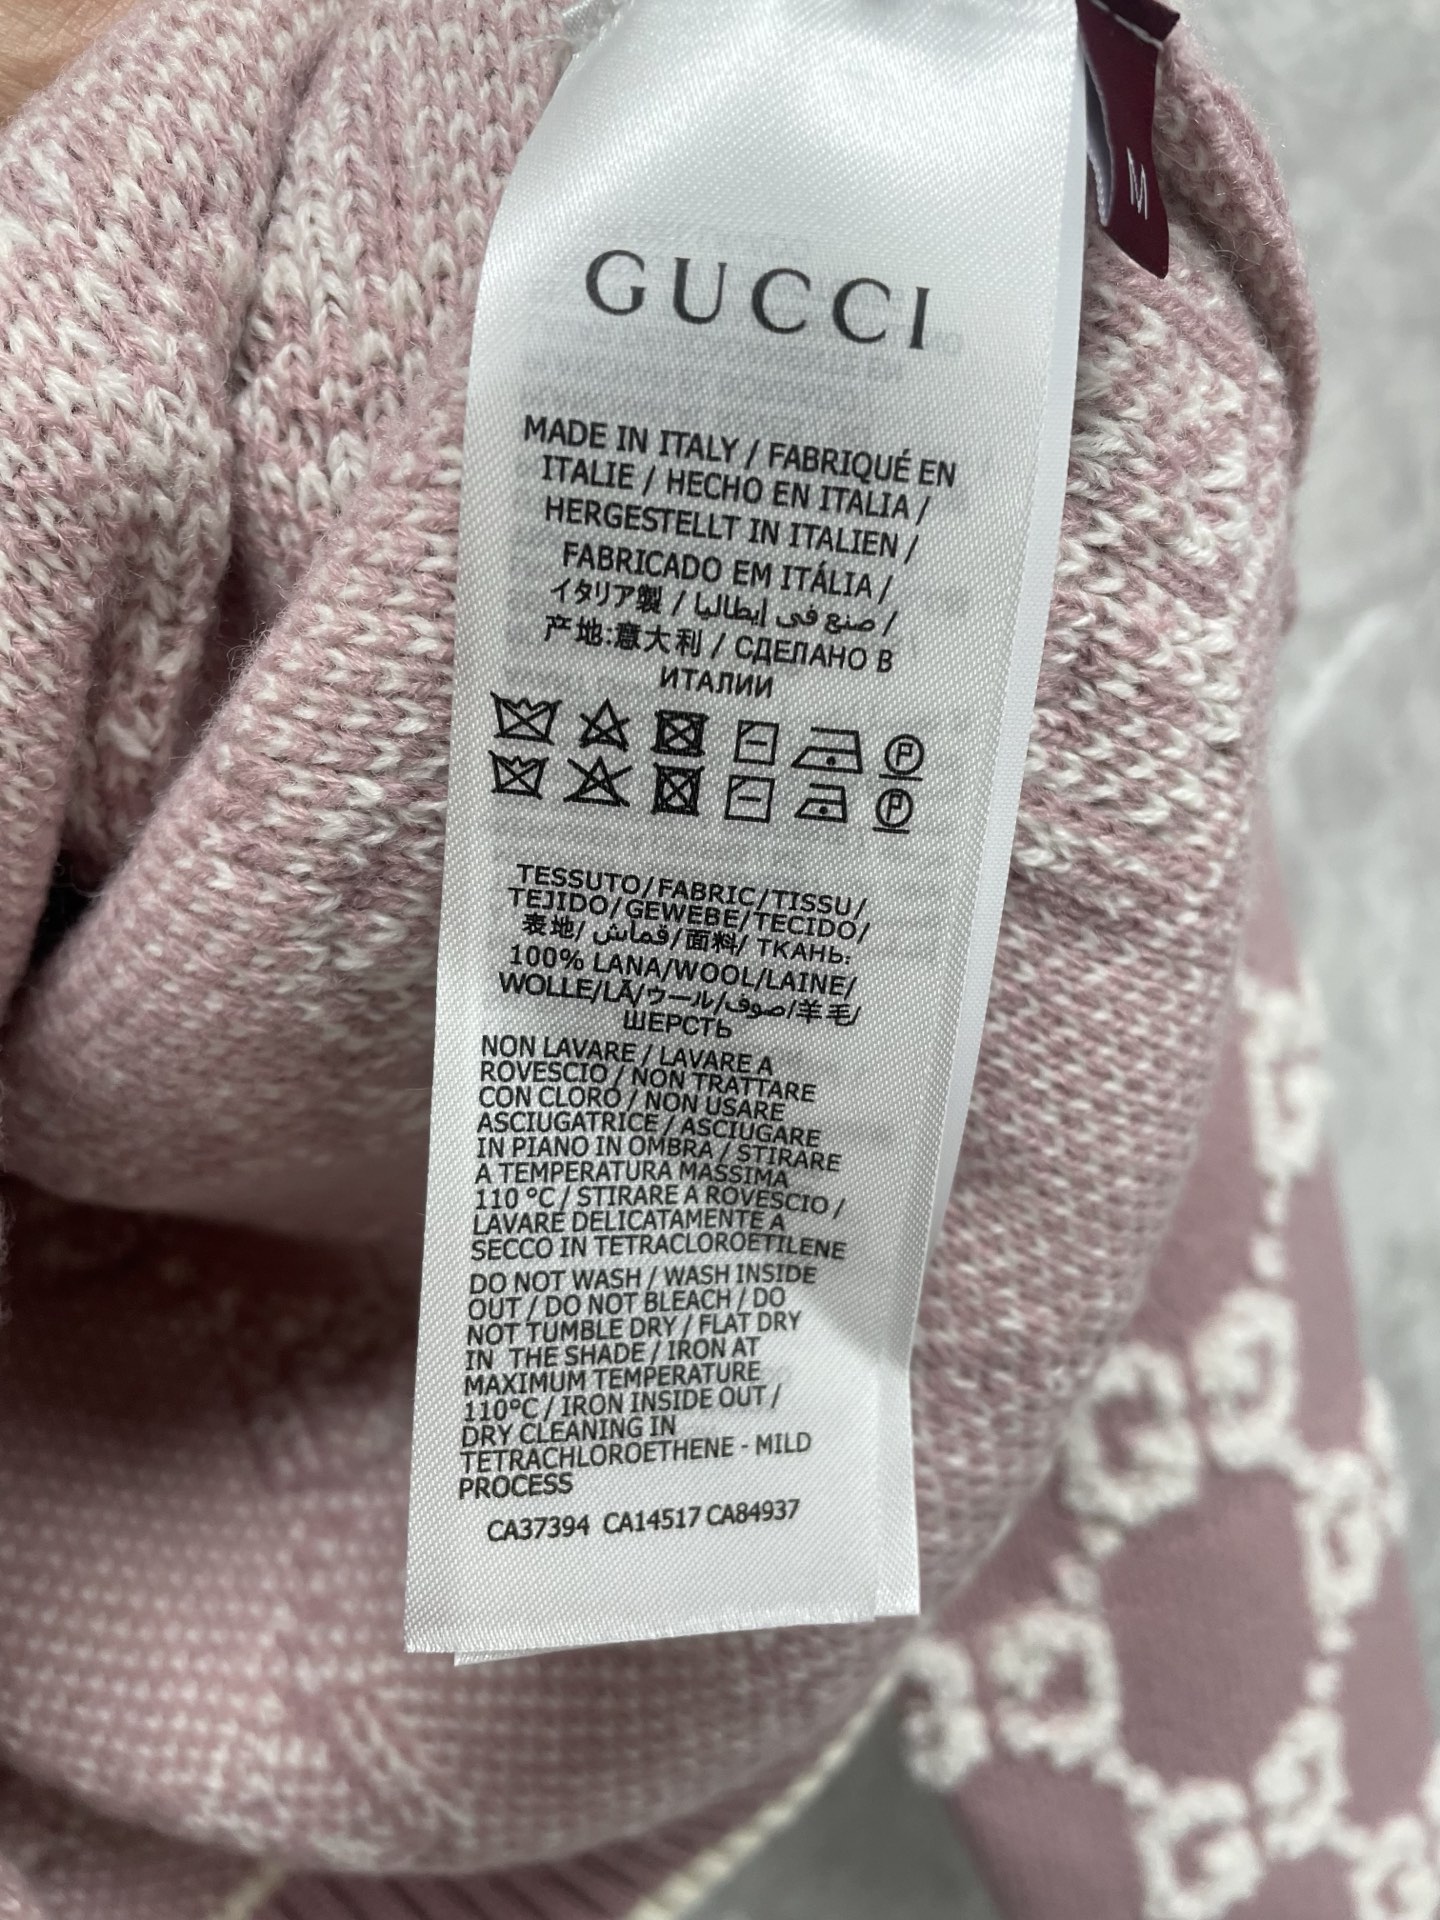 M
GUCCI
MADE IN ITALY / FABRIQUÉ EN
ITALIE / HECHO EN ITALIA /
HERGESTELLT IN ITALIEN /
FABRICADO EM ITÁLIA /
イタリア製 / صنع في إيطاليا /
产地:意大利 / СДЕЛАНО В
ИТАЛИИ
P
P
TESSUTO/FABRIC/TISSU/
TEJIDO/GEWEBE/TECIDO/
表地/ قماش/面料/ ТКАНЬ:
100% LANA/WOOL/LAINE/
WOLLE/LÃ/ウール/صوف/羊毛/
ШЕРСТЬ
NON LAVARE / LAVARE A
ROVESCIO / NON TRATTARE
CON CLORO / NON USARE
ASCIUGATRICE / ASCIUGARE
IN PIANO IN OMBRA / STIRARE
A TEMPERATURA MASSIMA
110 °C / STIRARE A ROVESCIO /
LAVARE DELICATAMENTE A
SECCO IN TETRACLOROETILENE
DO NOT WASH / WASH INSIDE
OUT / DO NOT BLEACH / DO
NOT TUMBLE DRY / FLAT DRY
IN THE SHADE / IRON AT
MAXIMUM TEMPERATURE
110°C / IRON INSIDE OUT /
DRY CLEANING IN
TETRACHLOROETHENE - MILD
PROCESS
CA37394 CA14517 CA84937